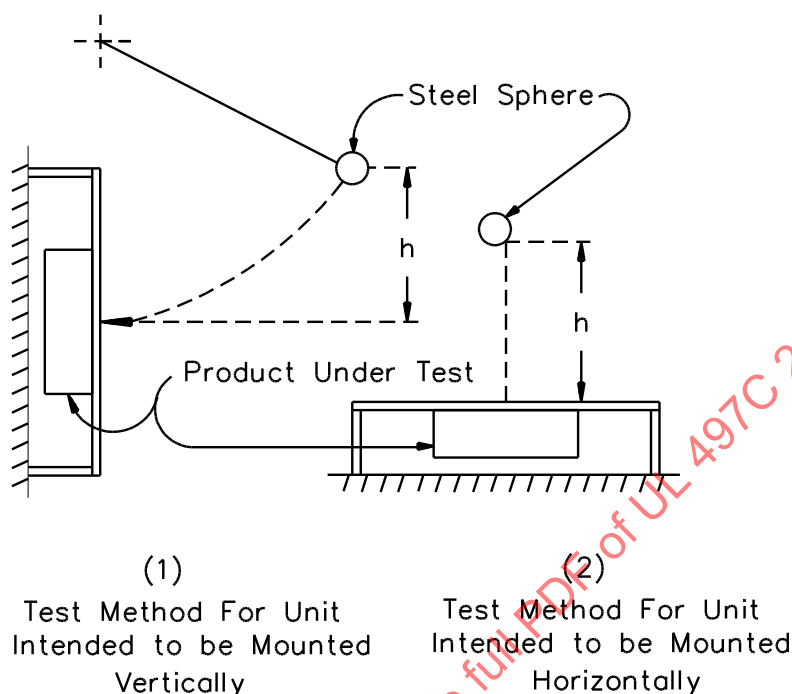 Steel Sphere
h
h
Product Under Test
(1)
Test Method For Unit
Intended to be Mounted
Vertically
(2)
Test Method For Unit
Intended to be Mounted
Horizontally
full PDF of UL 497C